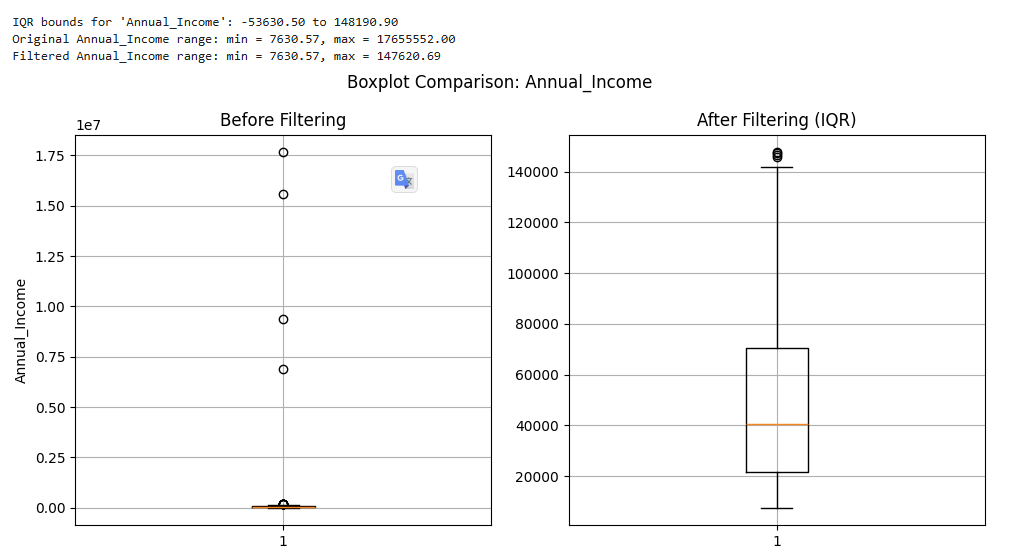 IQR bounds for 'Annual_Income': -53630.50 to 148190.90
Original Annual_Income range: min = 7630.57, max = 17655552.00
Filtered Annual_Income range: min = 7630.57, max = 147620.69
Boxplot Comparison: Annual_Income
Before Filtering
1e7
1.75
1.50
1.25
1.00
0.75
0.50
0.25
0.00
Annual_Income
1
G
After Filtering (IQR)
140000
120000
100000
80000
60000
40000
20000
1